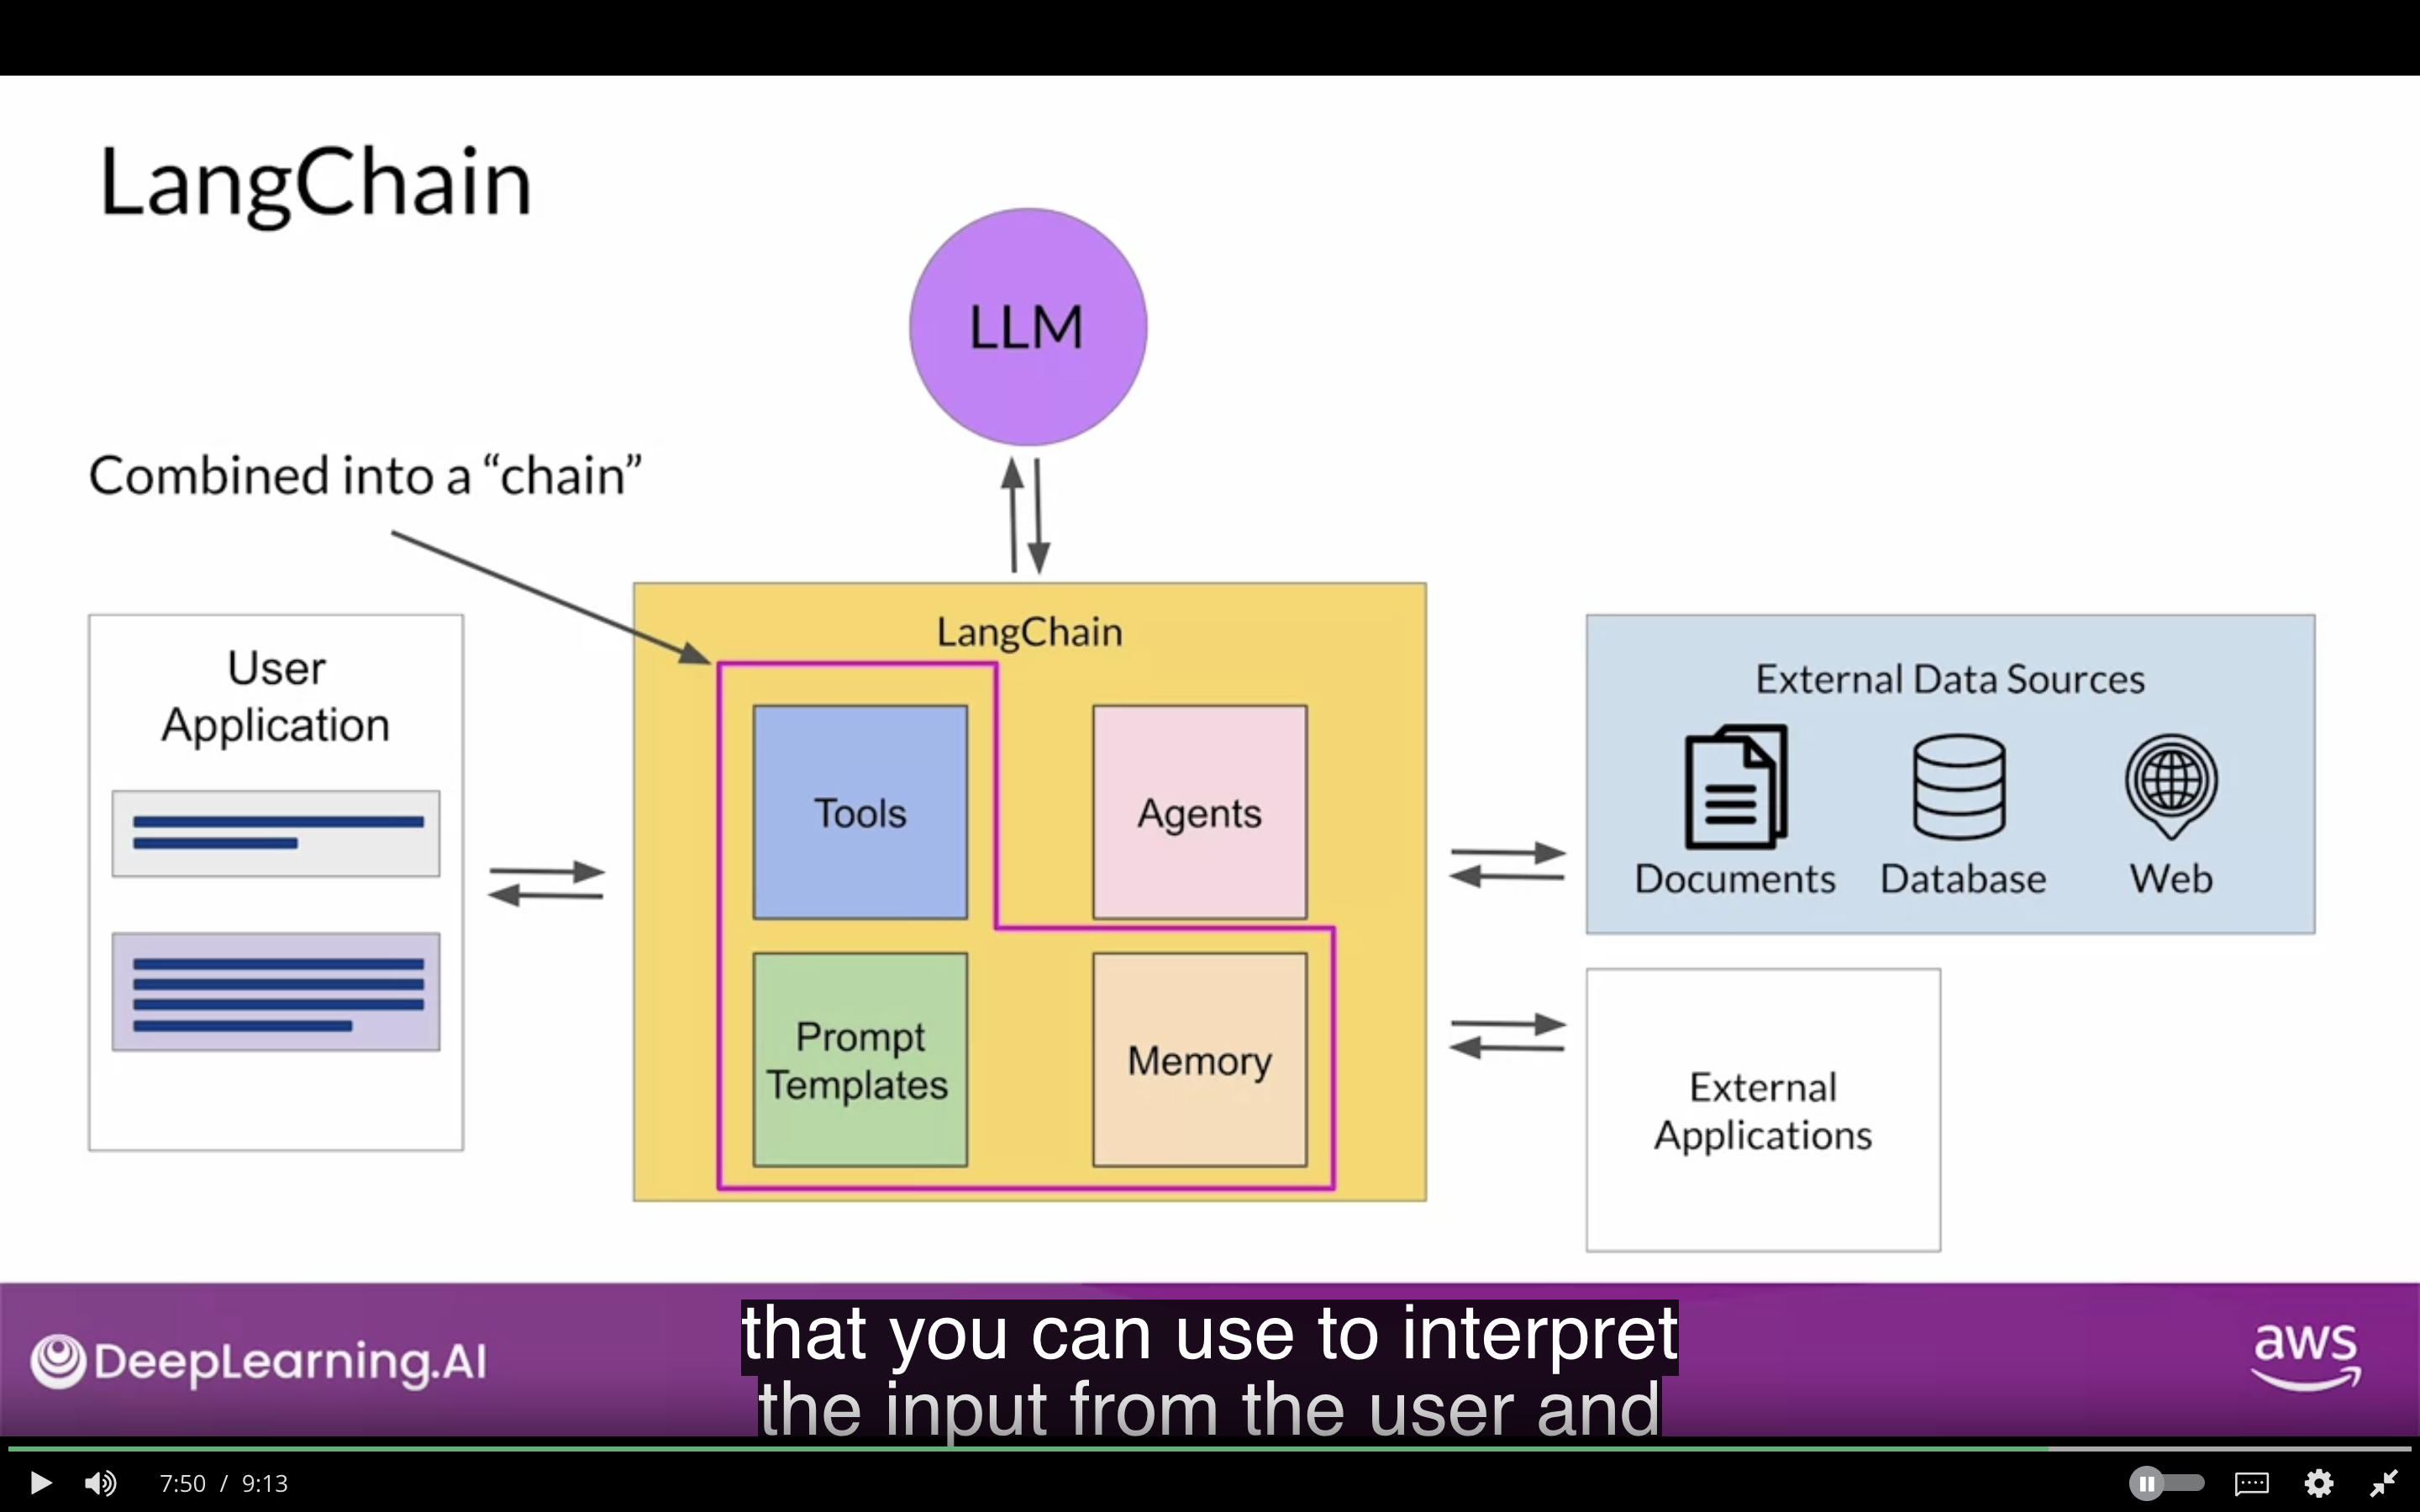 LangChain
LLM
Combined into a “chain”
LangChain
User
Application
Tools
Agents
Prompt
Templates
Memory
External Data Sources
Documents
Database
Web
External
Applications
DeepLearning.AI
that you can use to interpret
the input from the user and
aws
7:50 / 9:13